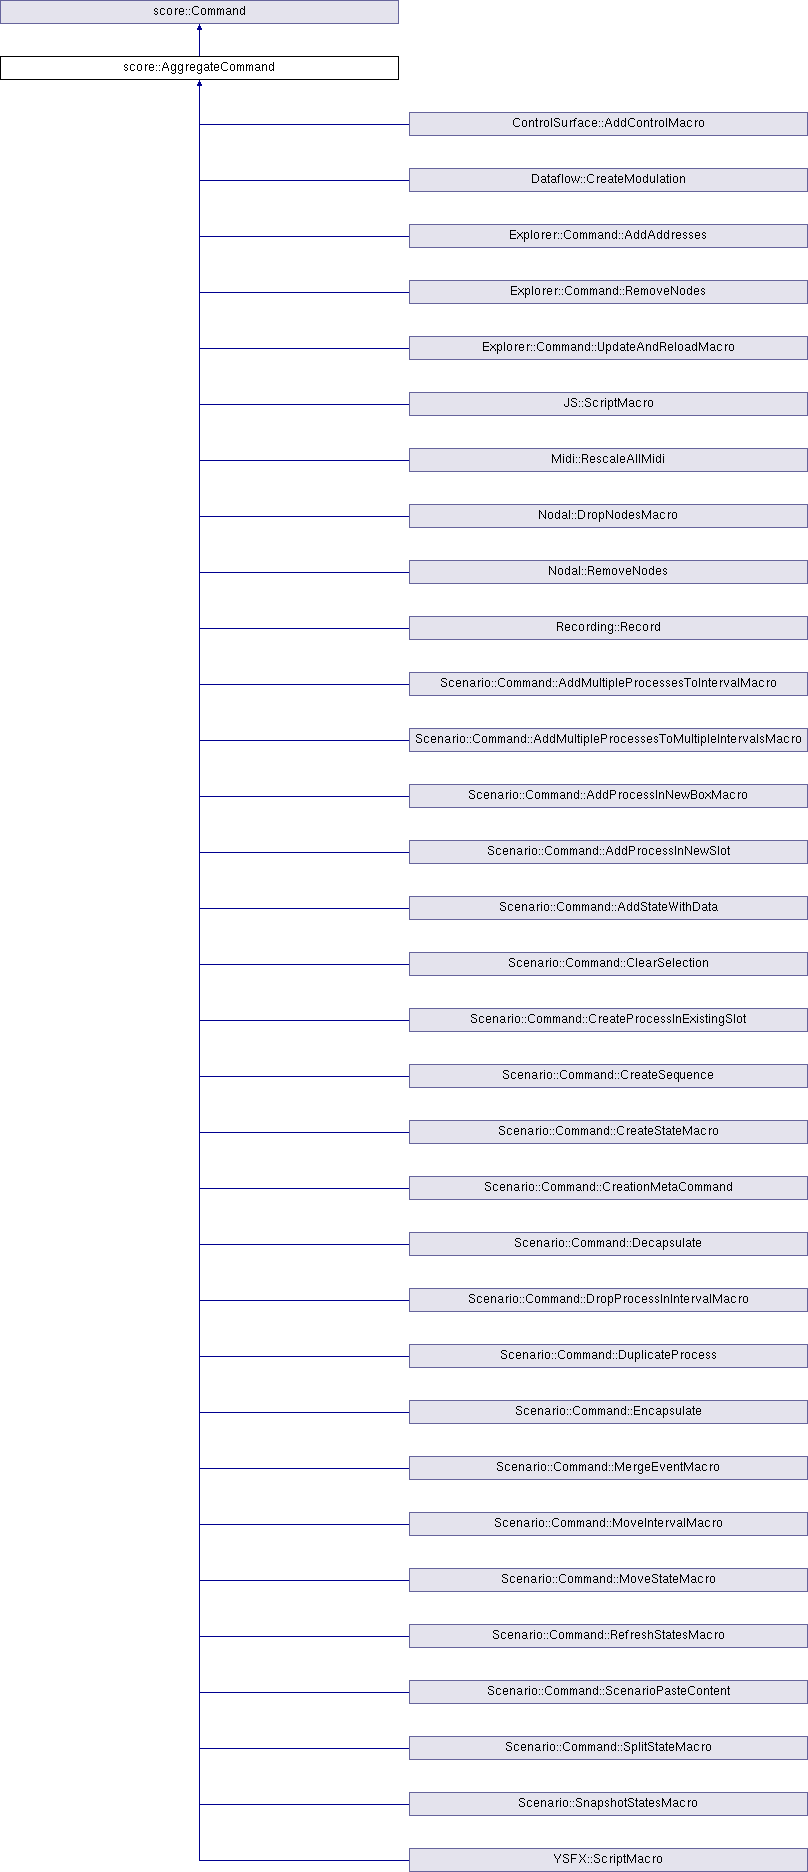 score::Command
score::AggregateCommand
ControlSurface::AddControlMacro
Dataflow::CreateModulation
Explorer::Command::AddAddresses
Explorer::Command::RemoveNodes
Explorer::Command::UpdateAndReloadMacro
JS::ScriptMacro
Midi::RescaleAllMidi
Nodal::DropNodesMacro
Nodal::RemoveNodes
Recording::Record
Scenario::Command::AddMultipleProcessesToIntervalMacro
Scenario::Command::AddMultipleProcessesToMultipleIntervalsMacro
Scenario::Command::AddProcessInNewBoxMacro
Scenario::Command::AddProcessInNewSlot
Scenario::Command::AddStateWithData
Scenario::Command::ClearSelection
Scenario::Command::CreateProcessInExistingSlot
Scenario::Command::CreateSequence
Scenario::Command::CreateStateMacro
Scenario::Command::CreationMetaCommand
Scenario::Command::Decapsulate
Scenario::Command::DropProcessInIntervalMacro
Scenario::Command::DuplicateProcess
Scenario::Command::Encapsulate
Scenario::Command::MergeEventMacro
Scenario::Command::MoveIntervalMacro
Scenario::Command::MoveStateMacro
Scenario::Command::RefreshStatesMacro
Scenario::Command::ScenarioPasteContent
Scenario::Command::SplitStateMacro
Scenario::SnapshotStatesMacro
YSFX::ScriptMacro